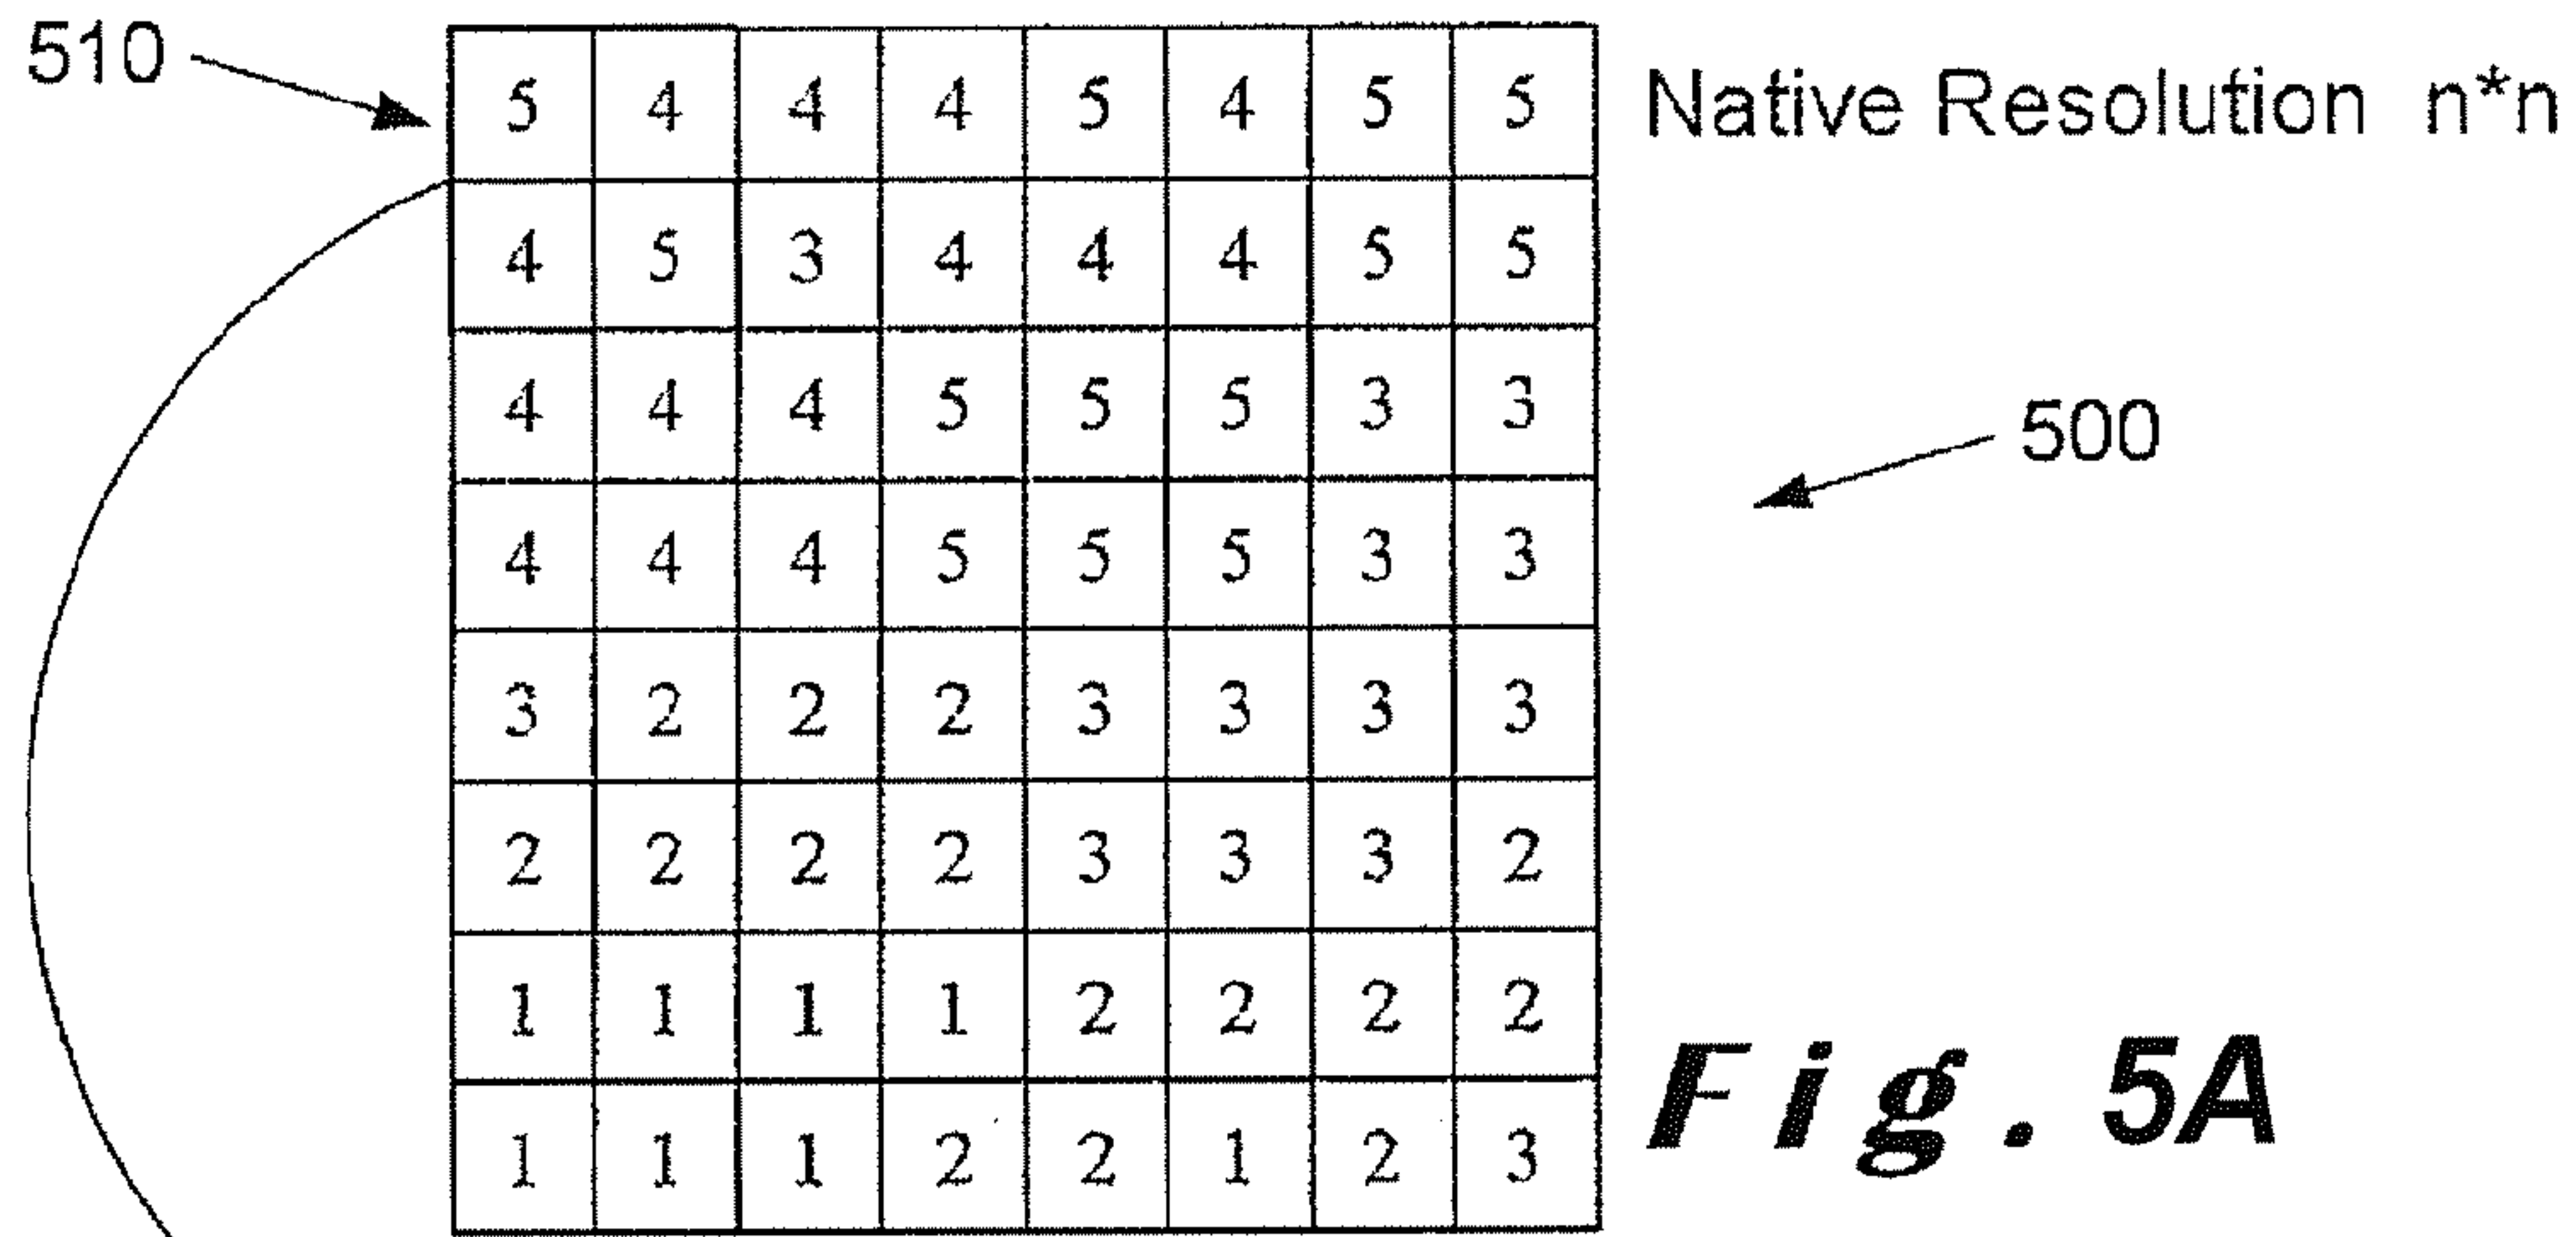 510
5 4 4 4 5 4 5 5
Native Resolution n*n
4 5 3 4 4 4 5 5
4 4 4 5 5 5 3 3
500
4 4 4 5 5 5 3 3
3 2 2 2 3 3 3 3
2 2 2 2 3 3 3 2
1 1 1 1 2 2 2 2
1 1 1 2 2 1 2 3
Fig. 5A